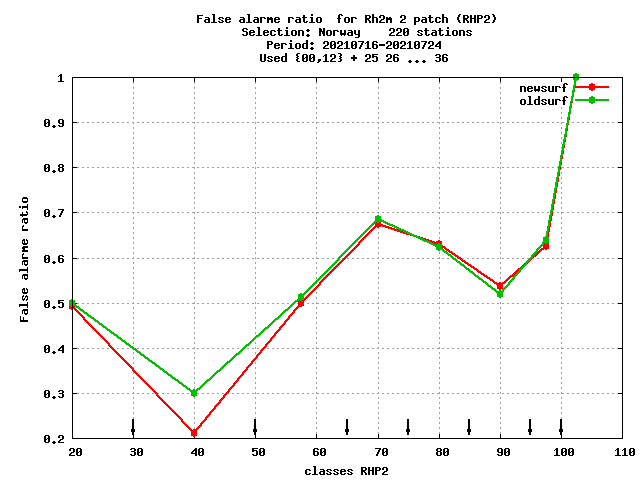 False alarme ratio  for Rh2m 2 patch (RHP2)
Selection: Norway    220 stations
Period: 20210716-20210724
Used {00,12} + 25 26 ... 36
newsurf
oldsurf
1
0.9
0.8
0.7
0.6
0.5
0.4
0.3
0.2
False alarme ratio
20 30 40 50 60 70 80 90 100 110
classes RHP2